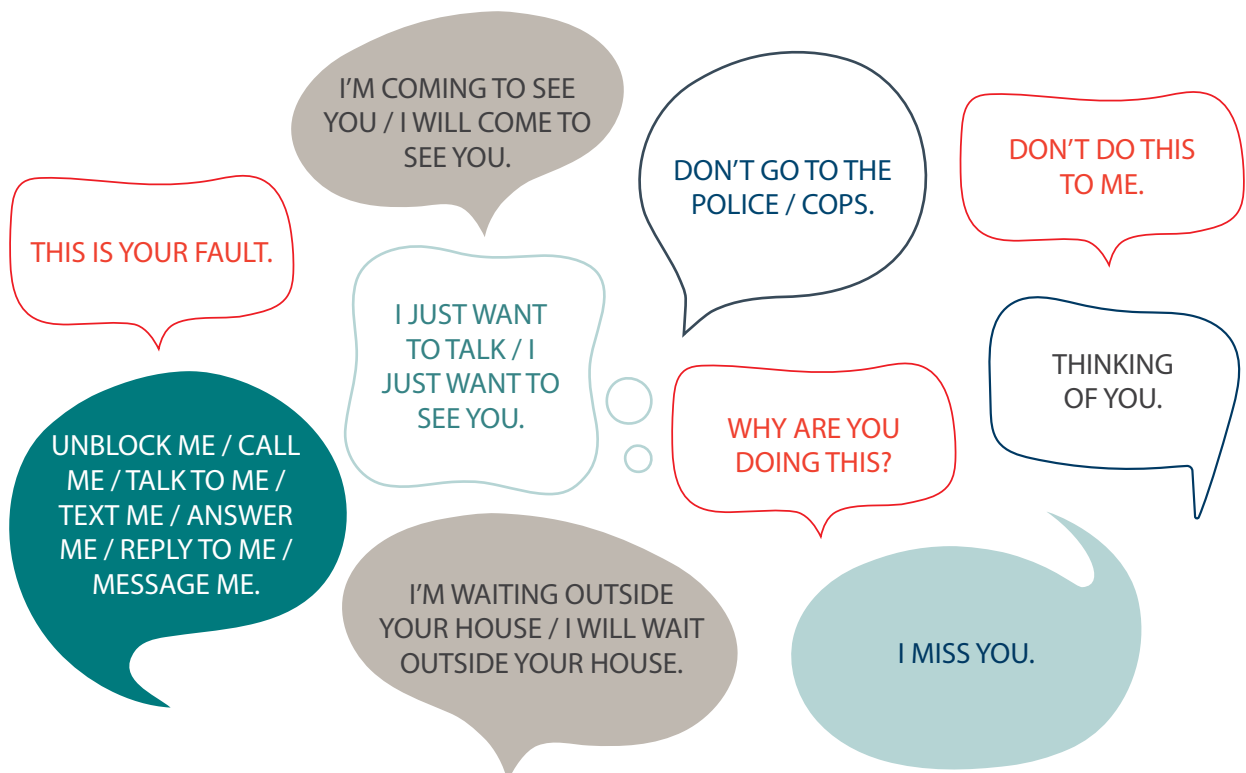 I'M COMING TO SEE
YOU / I WILL COME TO
SEE YOU.
DON'T GO TO THE
POLICE / COPS.
DON'T DO THIS
TO ME.
THIS IS YOUR FAULT.
I JUST WANT
TO TALK / I
JUST WANT TO
SEE YOU.
THINKING
OF YOU.
UNBLOCK ME / CALL
ME / TALK TO ME /
TEXT ME / ANSWER
ME / REPLY TO ME /
MESSAGE ME.
WHY ARE YOU
DOING THIS?
I'M WAITING OUTSIDE
YOUR HOUSE / I WILL WAIT
OUTSIDE YOUR HOUSE.
I MISS YOU.